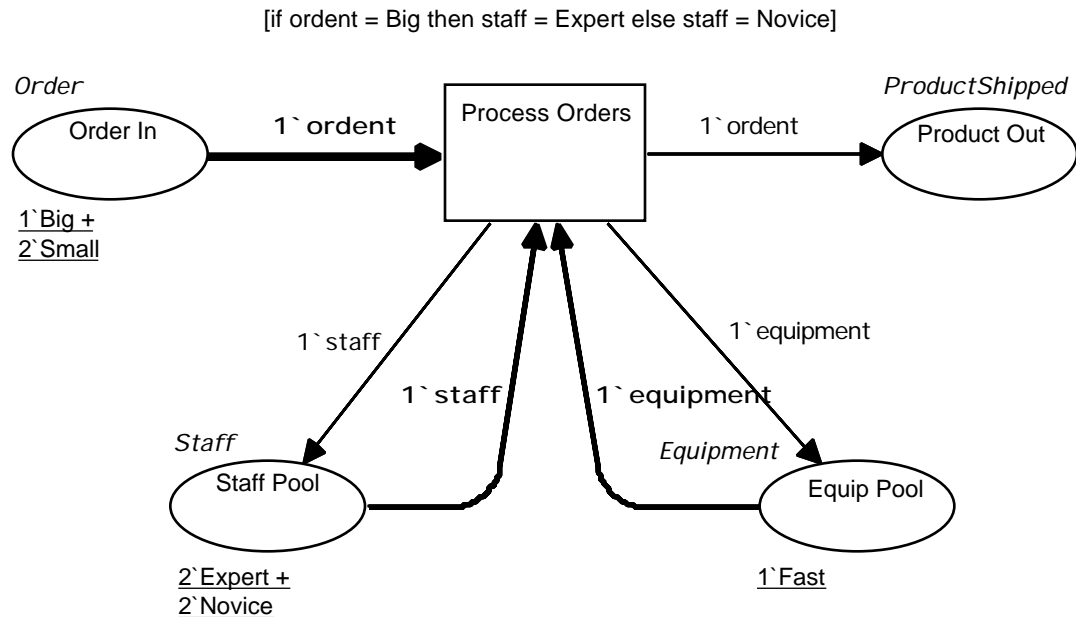 [if ordent = Big then staff = Expert else staff = Novice]
Order
Order In
1`Big +
2`Small
1`ordent
Process Orders
1`ordent
ProductShipped
Product Out
1`staff
1`staff
1`equipment
1`equipment
Staff
Staff Pool
2`Expert +
2`Novice
Equipment
Equip Pool
1`Fast